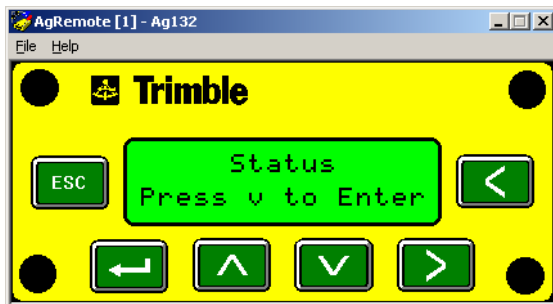 AgRemote [1] - Ag132
File Help
Trimble
ESC
Status
Press v to Enter